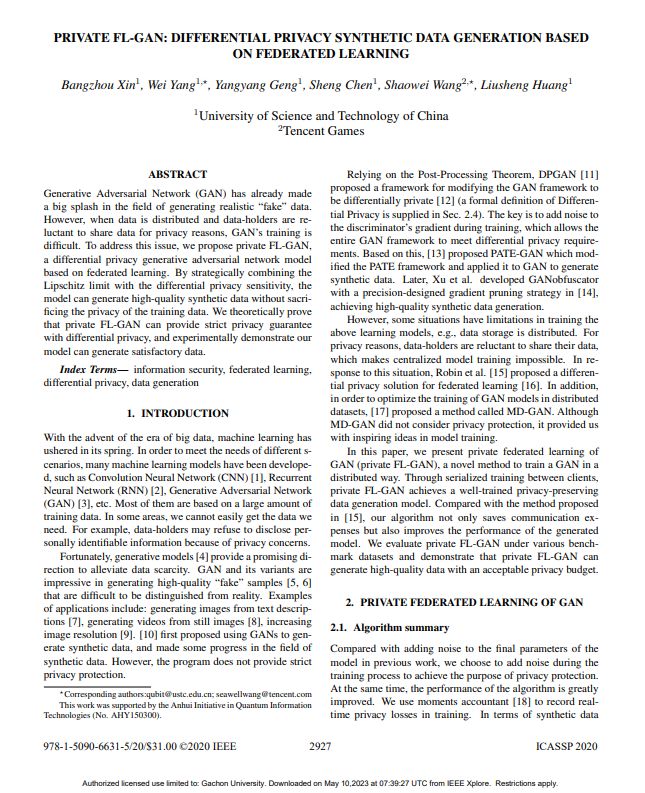 PRIVATE FL-GAN: DIFFERENTIAL PRIVACY SYNTHETIC DATA GENERATION BASED
ON FEDERATED LEARNING
Bangzhou Xin1, Wei Yang1,⋆, Yangyang Geng1, Sheng Chen1, Shaowei Wang2,⋆, Liusheng Huang1
1University of Science and Technology of China
2Tencent Games
ABSTRACT
Generative Adversarial Network (GAN) has already made
a big splash in the field of generating realistic “fake” data.
However, when data is distributed and data-holders are re-
luctant to share data for privacy reasons, GAN’s training is
difficult. To address this issue, we propose private FL-GAN,
a differential privacy generative adversarial network model
based on federated learning. By strategically combining the
Lipschitz limit with the differential privacy sensitivity, the
model can generate high-quality synthetic data without sacri-
ficing the privacy of the training data. We theoretically prove
that private FL-GAN can provide strict privacy guarantee
with differential privacy, and experimentally demonstrate our
model can generate satisfactory data.
Index Terms— information security, federated learning,
differential privacy, data generation
1. INTRODUCTION
With the advent of the era of big data, machine learning has
ushered in its spring. In order to meet the needs of different s-
cenarios, many machine learning models have been develope-
d, such as Convolution Neural Network (CNN) [1], Recurrent
Neural Network (RNN) [2], Generative Adversarial Network
(GAN) [3], etc. Most of them are based on a large amount of
training data. In some areas, we cannot easily get the data we
need. For example, data-holders may refuse to disclose per-
sonally identifiable information because of privacy concerns.
Fortunately, generative models [4] provide a promising di-
rection to alleviate data scarcity. GAN and its variants are
impressive in generating high-quality “fake” samples [5, 6]
that are difficult to be distinguished from reality. Examples
of applications include: generating images from text descrip-
tions [7], generating videos from still images [8], increasing
image resolution [9]. [10] first proposed using GANs to gen-
erate synthetic data, and made some progress in the field of
synthetic data. However, the program does not provide strict
privacy protection.
⋆Corresponding authors:qubit@ustc.edu.cn; seawellwang@tencent.com
This work was supported by the Anhui Initiative in Quantum Information
Technologies (No. AHY150300).
Relying on the Post-Processing Theorem, DPGAN [11]
proposed a framework for modifying the GAN framework to
be differentially private [12] (a formal definition of Differen-
tial Privacy is supplied in Sec. 2.4). The key is to add noise to
the discriminator’s gradient during training, which allows the
entire GAN framework to meet differential privacy require-
ments. Based on this, [13] proposed PATE-GAN which mod-
ified the PATE framework and applied it to GAN to generate
synthetic data. Later, Xu et al. developed GANobfuscator
with a precision-designed gradient pruning strategy in [14],
achieving high-quality synthetic data generation.
However, some situations have limitations in training the
above learning models, e.g., data storage is distributed. For
privacy reasons, data-holders are reluctant to share their data,
which makes centralized model training impossible. In re-
sponse to this situation, Robin et al. [15] proposed a differen-
tial privacy solution for federated learning [16]. In addition,
in order to optimize the training of GAN models in distributed
datasets, [17] proposed a method called MD-GAN. Although
MD-GAN did not consider privacy protection, it provided us
with inspiring ideas in model training.
In this paper, we present private federated learning of
GAN (private FL-GAN), a novel method to train a GAN in a
distributed way. Through serialized training between clients,
private FL-GAN achieves a well-trained privacy-preserving
data generation model. Compared with the method proposed
in [15], our algorithm not only saves communication ex-
penses but also improves the performance of the generated
model. We evaluate private FL-GAN under various bench-
mark datasets and demonstrate that private FL-GAN can
generate high-quality data with an acceptable privacy budget.
2. PRIVATE FEDERATED LEARNING OF GAN
2.1. Algorithm summary
Compared with adding noise to the final parameters of the
model in previous work, we choose to add noise during the
training process to achieve the purpose of privacy protection.
At the same time, the performance of the algorithm is greatly
improved. We use moments accountant [18] to record real-
time privacy losses in training. In terms of synthetic data
978-1-5090-6631-5/20/$31.00 ©2020 IEEE
2927
ICASSP 2020
Authorized licensed use limited to: Gachon University. Downloaded on May 10,2023 at 07:39:27 UTC from IEEE Xplore. Restrictions apply.